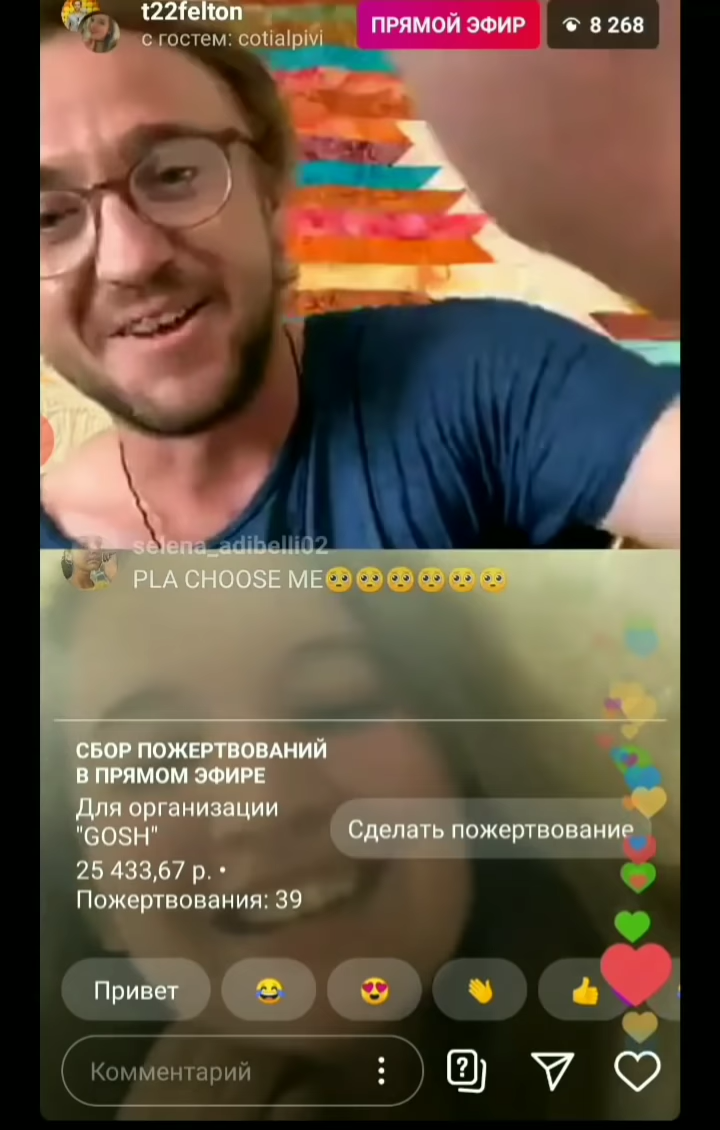 t22felton
с гостем: cotialpivi
ПРЯМОЙ ЭФИР
8 268
selena_adibelli02
PLA CHOOSE ME🥺🥺🥺🥺🥺🥺
СБОР ПОЖЕРТВОВАНИЙ
В ПРЯМОМ ЭФИРЕ
Для организации
"GOSH"
Сделать пожертвование
25 433,67 р. •
Пожертвования: 39
Привет
Комментарий